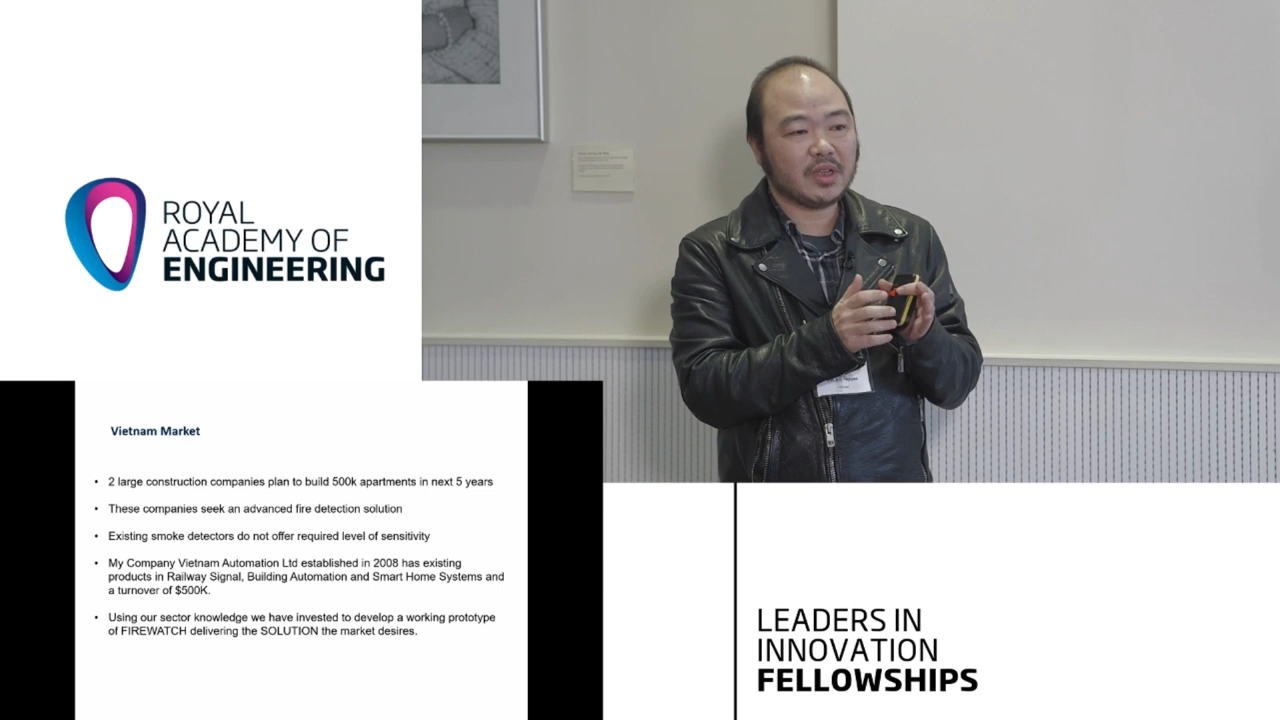 ROYAL
ACADEMY OF
ENGINEERING
Vietnam Market
• 2 large construction companies plan to build 500k apartments in next 5 years
• These companies seek an advanced fire detection solution
• Existing smoke detectors do not offer required level of sensitivity
• My Company Vietnam Automation Ltd established in 2008 has existing
products in Railway Signal, Building Automation and Smart Home Systems and
a turnover of $500K.
• Using our sector knowledge we have invested to develop a working prototype
of FIREWATCH delivering the SOLUTION the market desires.
LEADERS IN
INNOVATION
FELLOWSHIPS